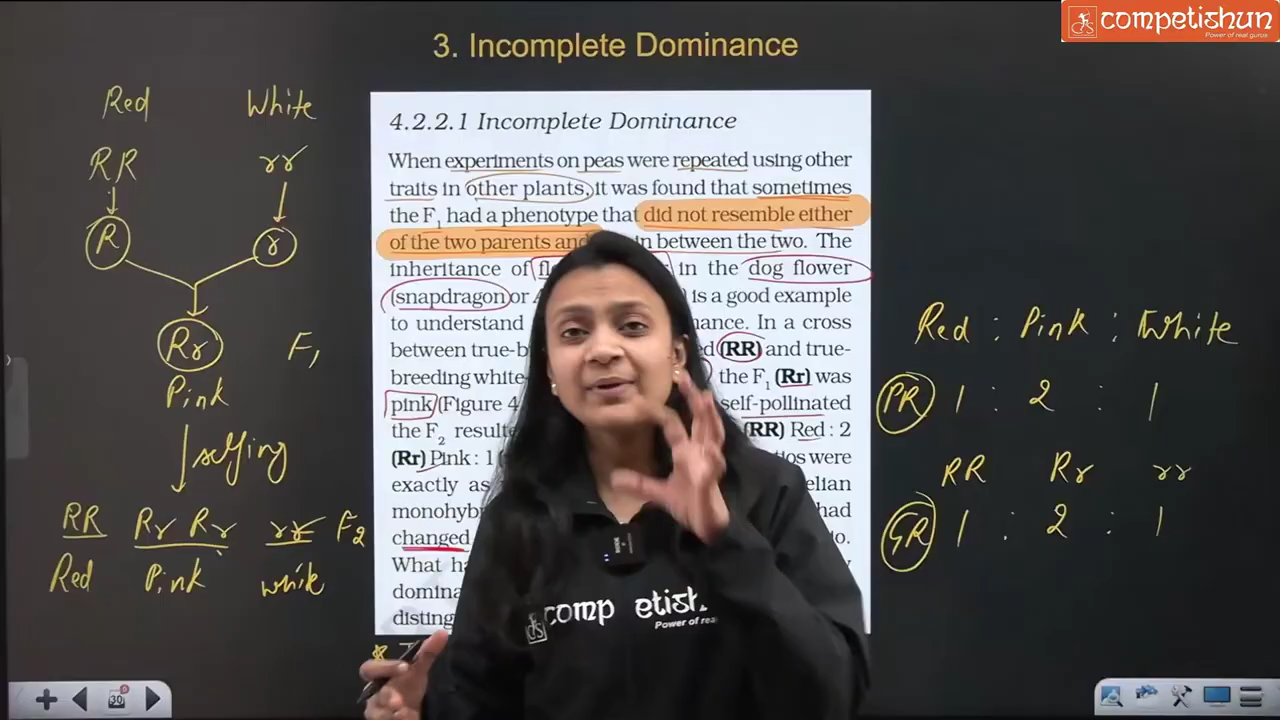 competishun
Power of real gurus
3. Incomplete Dominance
Red White
RR rr
R r
Rr F1
Pink
selfing
RR Rr Rr rr F2
Red Pink white
4.2.2.1 Incomplete Dominance
When experiments on peas were repeated using other
traits in other plants, it was found that sometimes
the F1 had a phenotype that did not resemble either
of the two parents and in between the two. The
inheritance of in the dog flower
(snapdragon or is a good example
to understand In a cross
between true-b (RR) and true-
breeding white- the F1 (Rr) was
pink (Figure 4 self-pollinated
the F2 resulte (RR) Red : 2
(Rr) Pink : 1 were
exactly as elian
monohyb had
changed to.
What ha
domina
disting
Red : Pink : White
PR 1 : 2 : 1
RR Rr rr
GR 1 : 2 : 1
comp etish
Power of rea
30